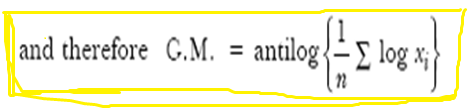 and therefore G.M. = antilog{1/n ∑ log xᵢ}